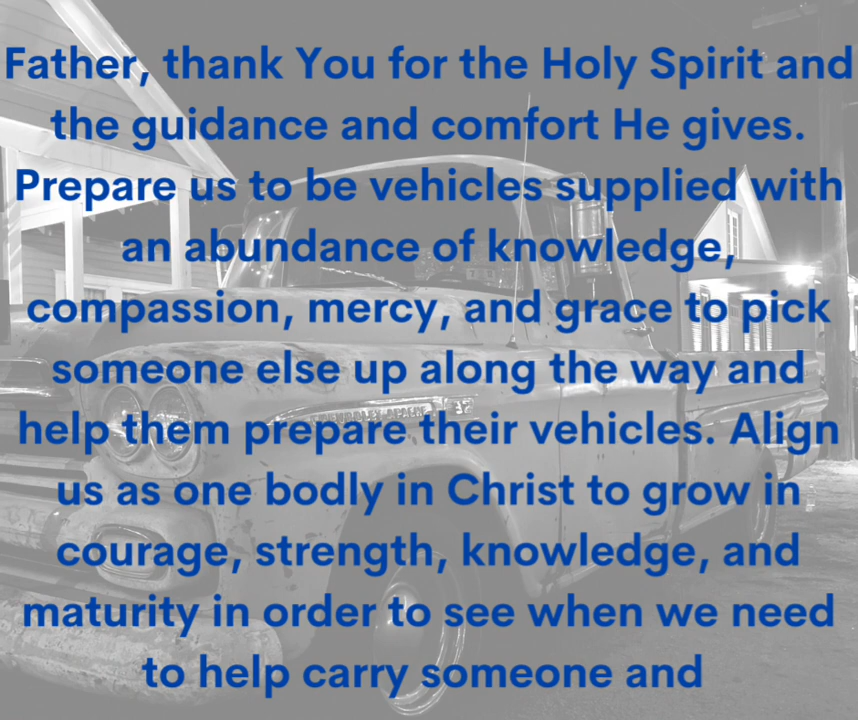 Father, thank You for the Holy Spirit and
the guidance and comfort He gives.
Prepare us to be vehicles supplied with
an abundance of knowledge,
compassion, mercy, and grace to pick
someone else up along the way and
help them prepare their vehicles. Align
us as one bodly in Christ to grow in
courage, strength, knowledge, and
maturity in order to see when we need
to help carry someone and